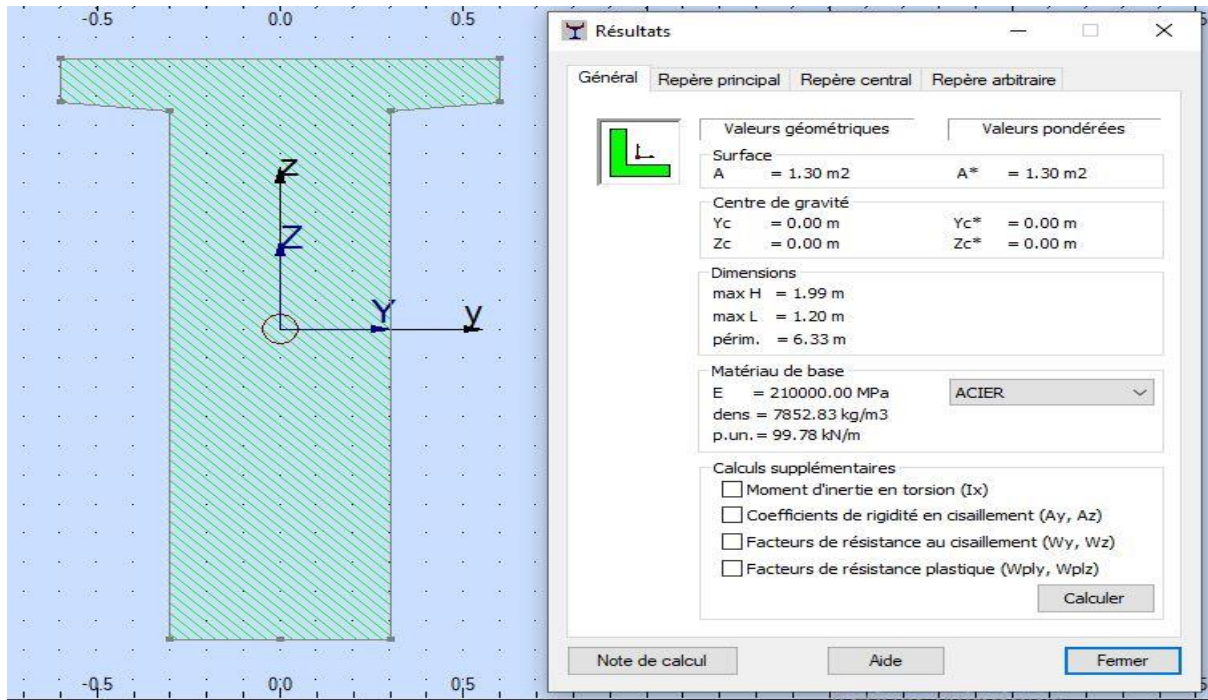 -0.5 0.0 0.5
z
Z
Y y
-0.5 0.0 0.5
Résultats
Général Repère principal Repère central Repère arbitraire
Valeurs géométriques Valeurs pondérées
Surface
A = 1.30 m2 A* = 1.30 m2
Centre de gravité
Yc = 0.00 m Yc* = 0.00 m
Zc = 0.00 m Zc* = 0.00 m
Dimensions
max H = 1.99 m
max L = 1.20 m
périm. = 6.33 m
Matériau de base
E = 210000.00 MPa ACIER
dens = 7852.83 kg/m3
p.un. = 99.78 kN/m
Calculs supplémentaires
Moment d'inertie en torsion (Ix)
Coefficients de rigidité en cisaillement (Ay, Az)
Facteurs de résistance au cisaillement (Wy, Wz)
Facteurs de résistance plastique (Wply, Wplz)
Calculer
Note de calcul Aide Fermer